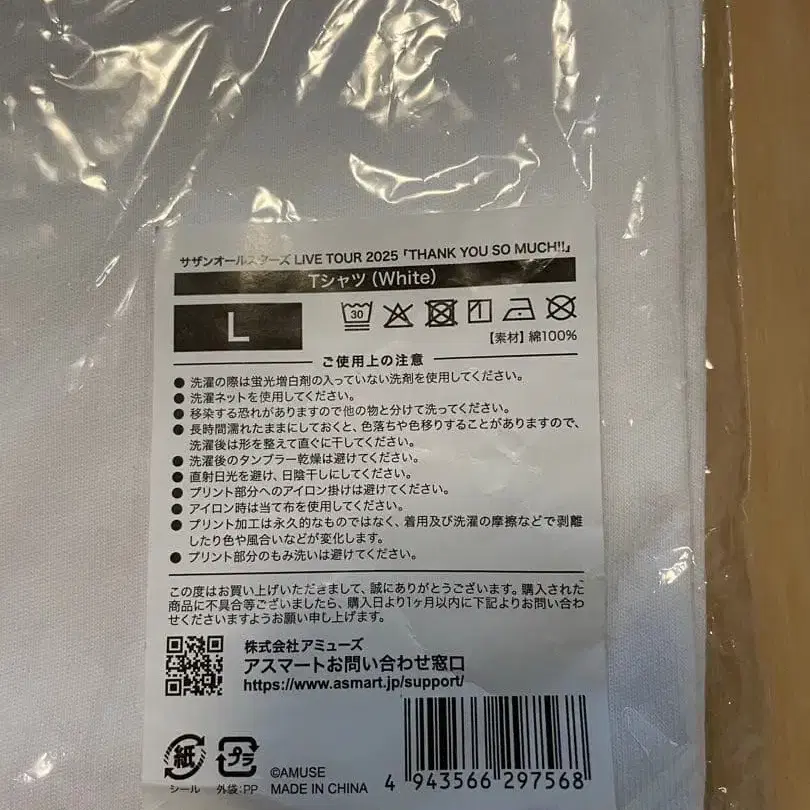 サザンオールスターズ LIVE TOUR 2025「THANK YOU SO MUCH!!」
Tシャツ (White)
L
30
【素材】綿100%
ご使用上の注意
● 洗濯の際は蛍光増白剤の入っていない洗剤を使用してください。
● 洗濯ネットを使用してください。
● 移染する恐れがありますので他の物と分けて洗ってください。
● 長時間濡れたままにしておくと、色落ちや色移りすることがありますので、
洗濯後は形を整えて直ぐに干してください。
● 洗濯後のタンブラー乾燥は避けてください。
● 直射日光を避け、日陰干しにしてください。
● プリント部分へのアイロン掛けは避けてください。
● アイロン時は当て布を使用してください。
● プリント加工は永久的なものではなく、着用及び洗濯の摩擦などで剥離
したり色や風合いなどが変化します。
● プリント部分のもみ洗いは避けてください。
この度はお買い上げいただきまして、誠にありがとうございます。購入された
商品に不具合等ございましたら、購入日より1ヶ月以内に下記よりお問い合わ
せくださいますようお願い申し上げます。
株式会社アミューズ
アスマートお問い合わせ窓口
https://www.asmart.jp/support/
紙
シール
プラ
外袋:PP
©AMUSE
MADE IN CHINA
4 943566 297568